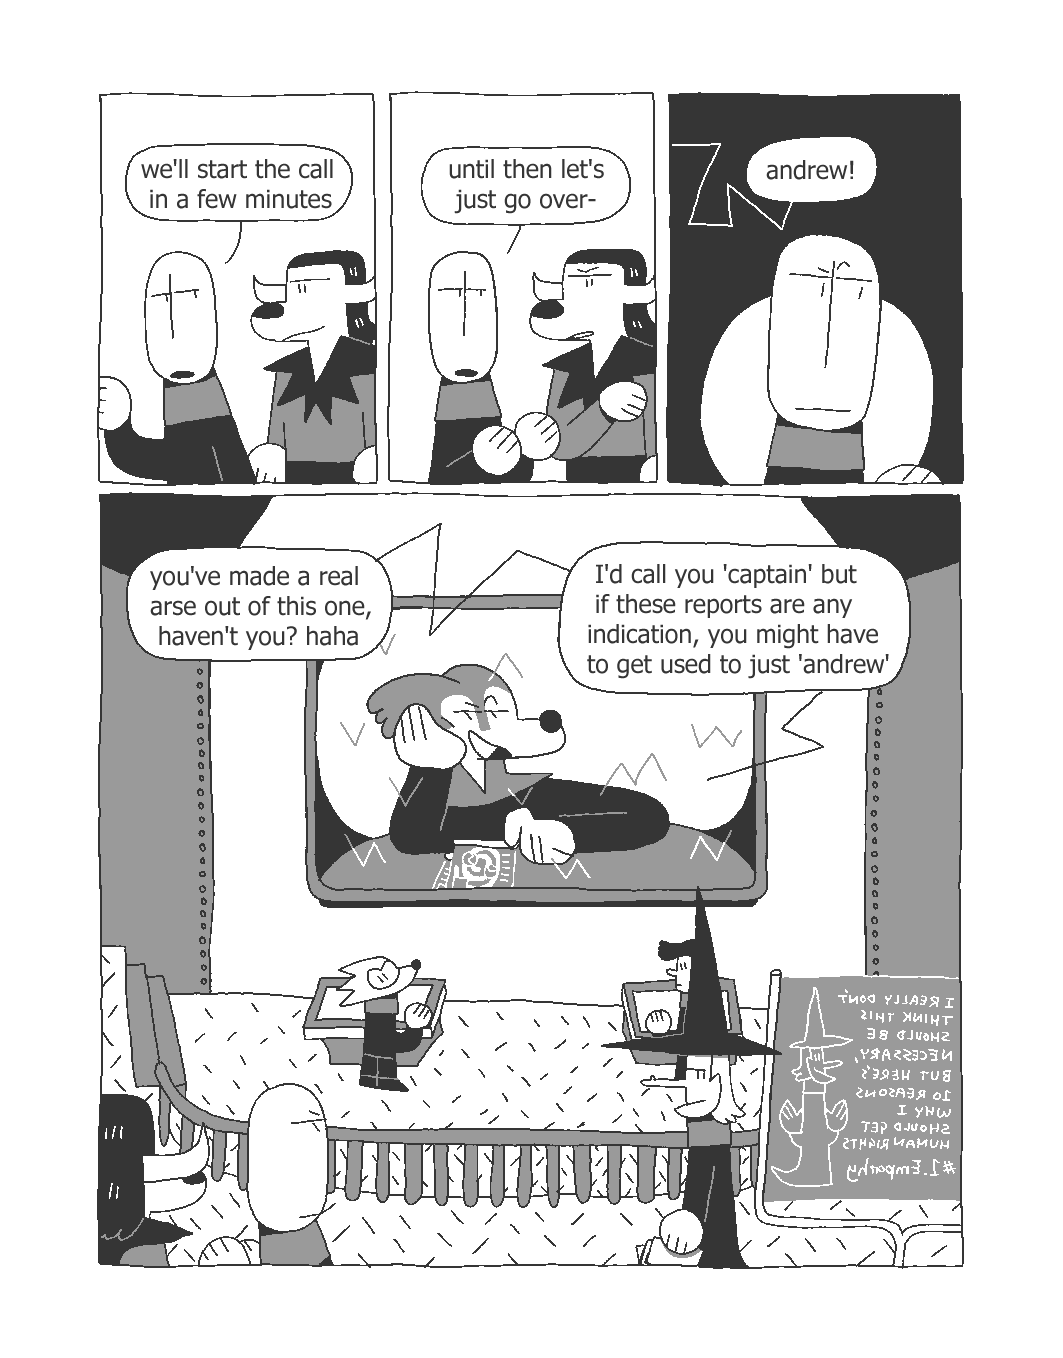 we'll start the call
in a few minutes
until then let's
just go over-
andrew!
you've made a real
arse out of this one,
haven't you? haha
I'd call you 'captain' but
if these reports are any
indication, you might have
to get used to just 'andrew'
I REALLY DON'T
THINK THIS
SHOULD BE
NECESSARY,
BUT HERE'S
10 REASONS
WHY I
SHOULD GET
HUMAN RIGHTS
#1.Empathy